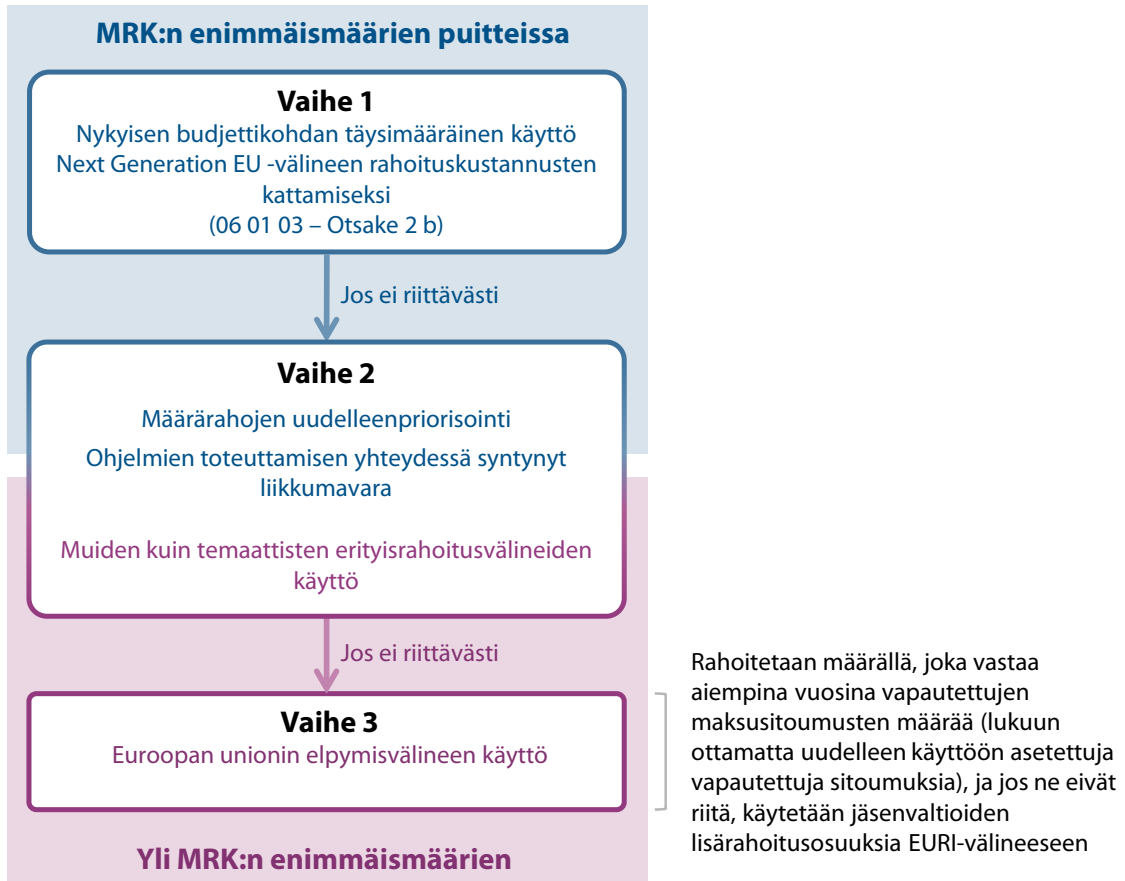 MRK:n enimmäismäärien puitteissa
Vaihe 1
Nykyisen budjettikohdan täysimääräinen käyttö
Next Generation EU -välineen rahoituskustannusten
kattamiseksi
(06 01 03 – Otsake 2 b)
Jos ei riittävästi
Vaihe 2
Määrärahojen uudelleenpriorisointi
Ohjelmien toteuttamisen yhteydessä syntynyt
liikkumavara
Muiden kuin temaattisten erityisrahoitusvälineiden
käyttö
Jos ei riittävästi
Vaihe 3
Euroopan unionin elpymisvälineen käyttö
Rahoitetaan määrällä, joka vastaa
aiempina vuosina vapautettujen
maksusitoumusten määrää (lukuun
ottamatta uudelleen käyttöön asetettuja
vapautettuja sitoumuksia), ja jos ne eivät
riitä, käytetään jäsenvaltioiden
lisärahoitusosuuksia EURI-välineeseen
Yli MRK:n enimmäismäärien